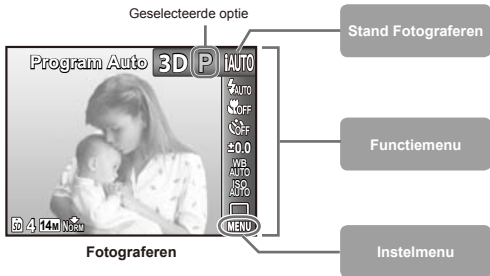 Geselecteerde optie
Stand Fotograferen
Program Auto 3D P iAUTO
AUTO
OFF
OFF
±0.0
Functiemenu
WB
AUTO
ISO
AUTO
SD 4 14M NORM
MENU
Fotograferen
Instelmenu